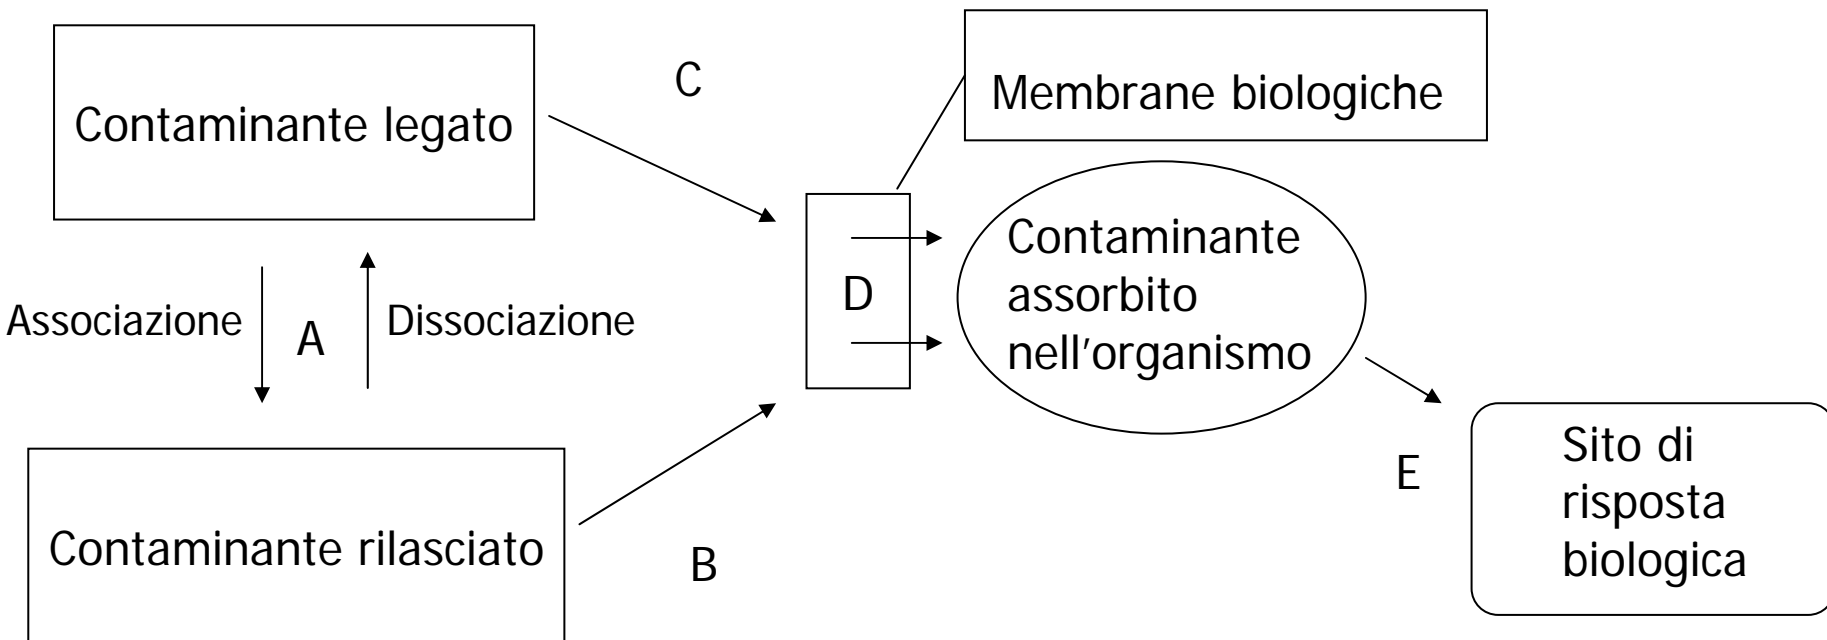 C
Membrane biologiche
Contaminante legato
Contaminante
assorbito
nell'organismo
D
Associazione
A
Dissociazione
Sito di
risposta
biologica
E
Contaminante rilasciato
B